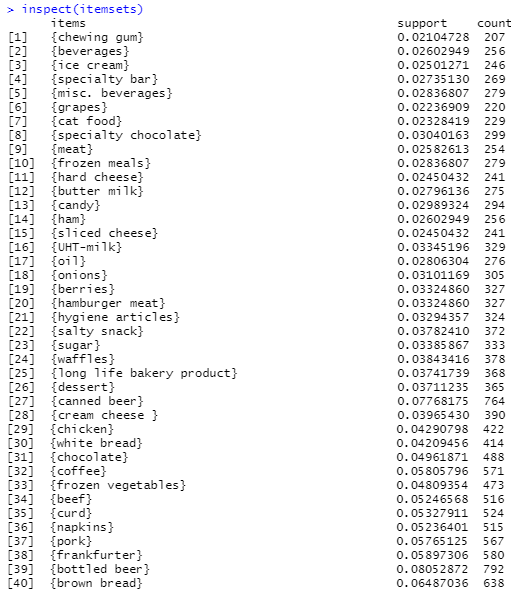 > inspect(itemsets)
items support count
[1] {chewing gum} 0.02104728 207
[2] {beverages} 0.02602949 256
[3] {ice cream} 0.02501271 246
[4] {specialty bar} 0.02735130 269
[5] {misc. beverages} 0.02836807 279
[6] {grapes} 0.02236909 220
[7] {cat food} 0.02328419 229
[8] {specialty chocolate} 0.03040163 299
[9] {meat} 0.02582613 254
[10] {frozen meals} 0.02836807 279
[11] {hard cheese} 0.02450432 241
[12] {butter milk} 0.02796136 275
[13] {candy} 0.02989324 294
[14] {ham} 0.02602949 256
[15] {sliced cheese} 0.02450432 241
[16] {UHT-milk} 0.03345196 329
[17] {oil} 0.02806304 276
[18] {onions} 0.03101169 305
[19] {berries} 0.03324860 327
[20] {hamburger meat} 0.03324860 327
[21] {hygiene articles} 0.03294357 324
[22] {salty snack} 0.03782410 372
[23] {sugar} 0.03385867 333
[24] {waffles} 0.03843416 378
[25] {long life bakery product} 0.03741739 368
[26] {dessert} 0.03711235 365
[27] {canned beer} 0.07768175 764
[28] {cream cheese } 0.03965430 390
[29] {chicken} 0.04290798 422
[30] {white bread} 0.04209456 414
[31] {chocolate} 0.04961871 488
[32] {coffee} 0.05805796 571
[33] {frozen vegetables} 0.04809354 473
[34] {beef} 0.05246568 516
[35] {curd} 0.05327911 524
[36] {napkins} 0.05236401 515
[37] {pork} 0.05765125 567
[38] {frankfurter} 0.05897306 580
[39] {bottled beer} 0.08052872 792
[40] {brown bread} 0.06487036 638